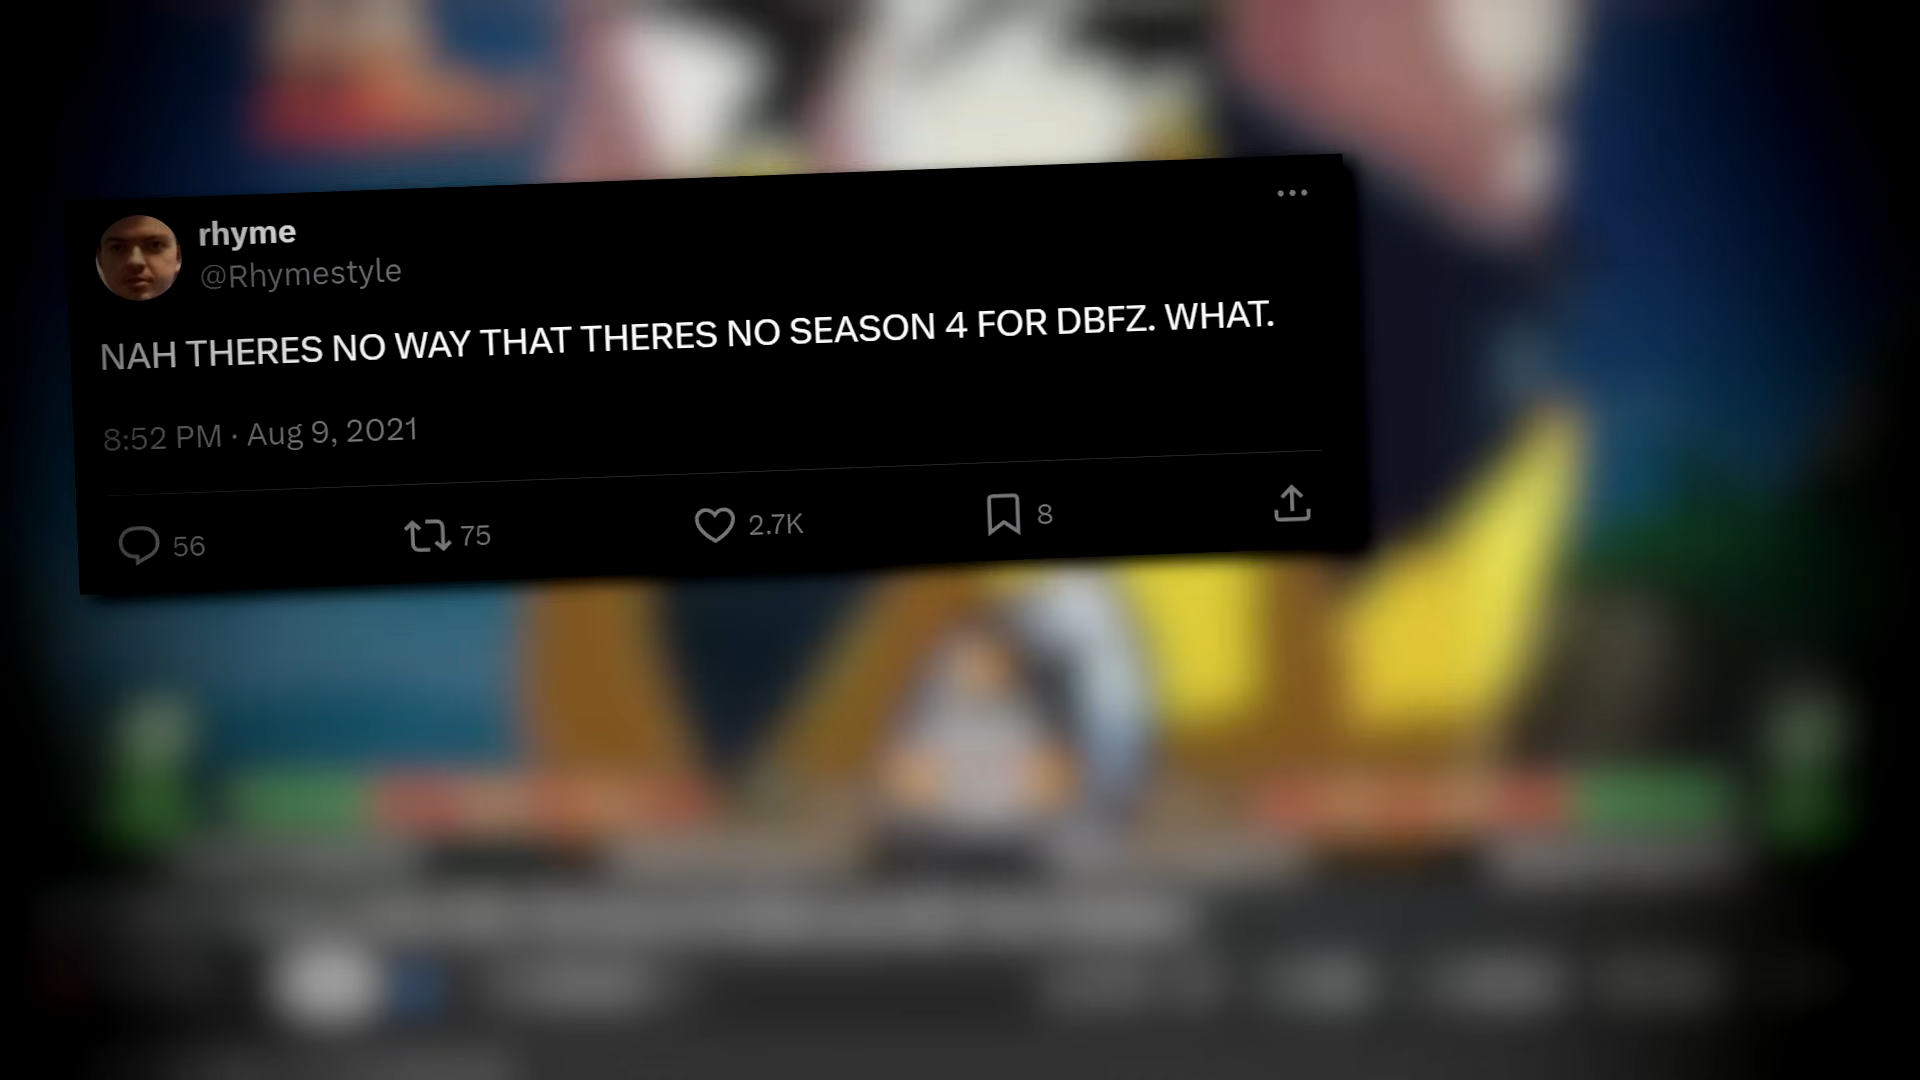 rhyme
@Rhymestyle
NAH THERES NO WAY THAT THERES NO SEASON 4 FOR DBFZ. WHAT.
8:52 PM · Aug 9, 2021
56 75 2.7K 8